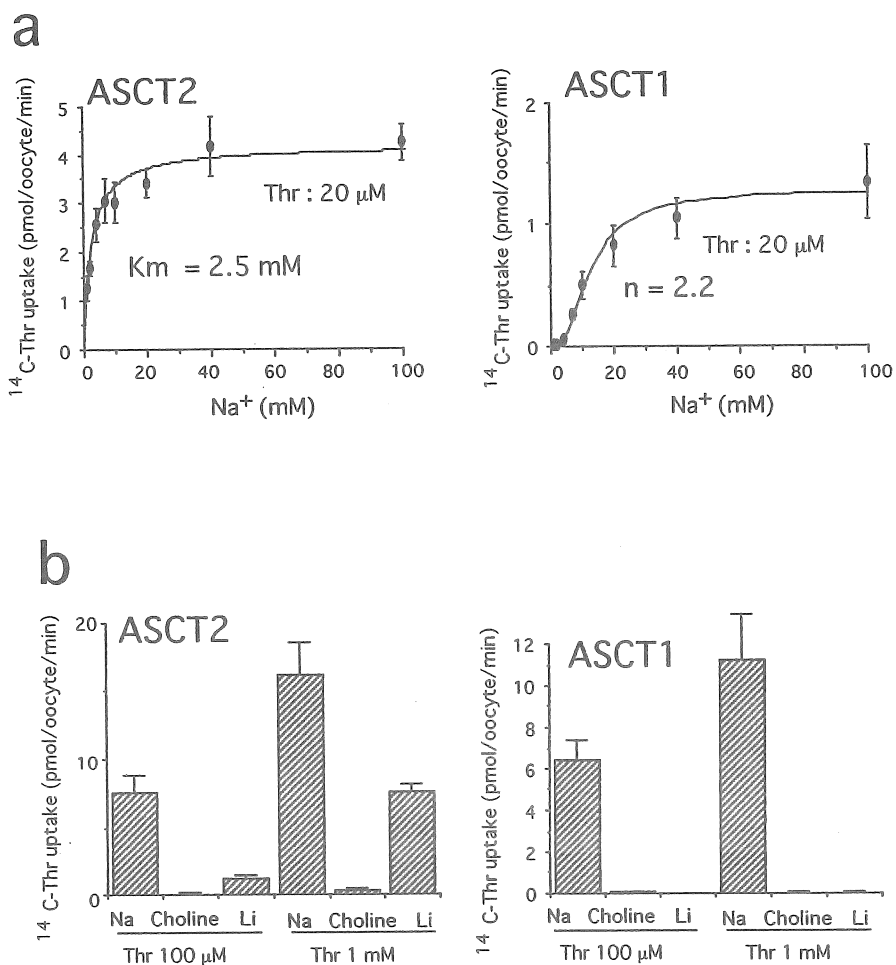 a
ASCT2
ASCT1
¹⁴C-Thr uptake (pmol/oocyte/min)
5
4
3
2
1
0
Thr : 20 µM
Km = 2.5 mM
0 20 40 60 80 100
Na⁺ (mM)
¹⁴C-Thr uptake (pmol/oocyte/min)
2
1
0
Thr : 20 µM
n = 2.2
0 20 40 60 80 100
Na⁺ (mM)
b
ASCT2
ASCT1
¹⁴C-Thr uptake (pmol/oocyte/min)
20
10
0
Na Choline Li Na Choline Li
Thr 100 µM Thr 1 mM
¹⁴C-Thr uptake (pmol/oocyte/min)
12
10
8
6
4
2
0
Na Choline Li Na Choline Li
Thr 100 µM Thr 1 mM